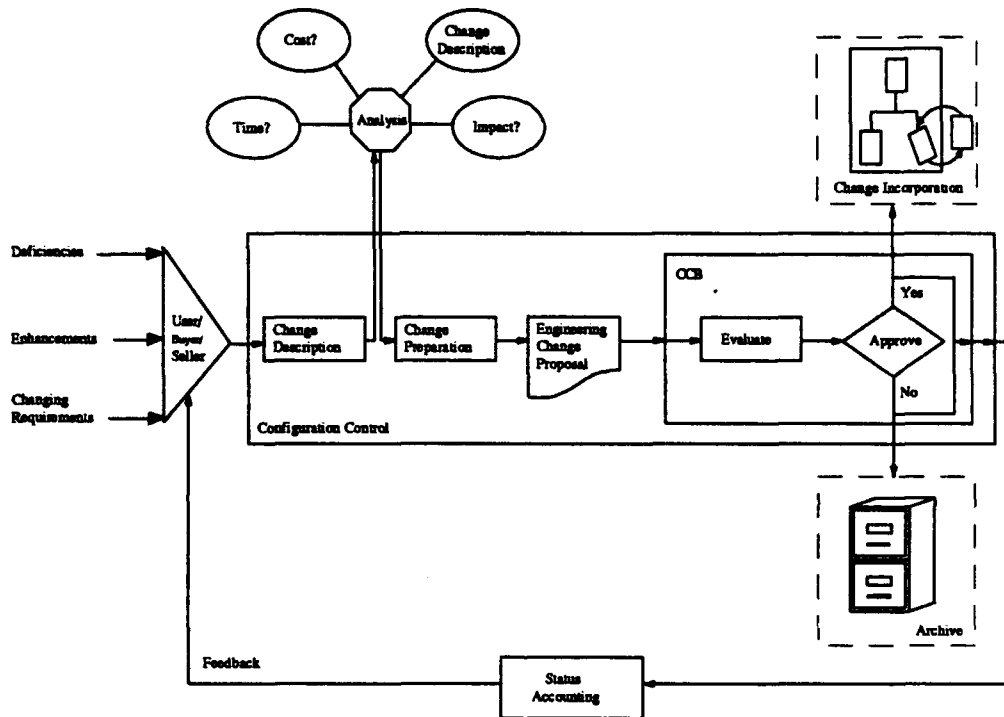 Cost?
Change
Description
Time?
Analysis
Impact?
Change Incorporation
Deficiencies
Enhancements
Changing
Requirements
User/
Buyer/
Seller
Change
Description
Change
Preparation
Engineering
Change
Proposal
CCB
Evaluate
Approve
Yes
No
Configuration Control
Archive
Feedback
Status
Accounting